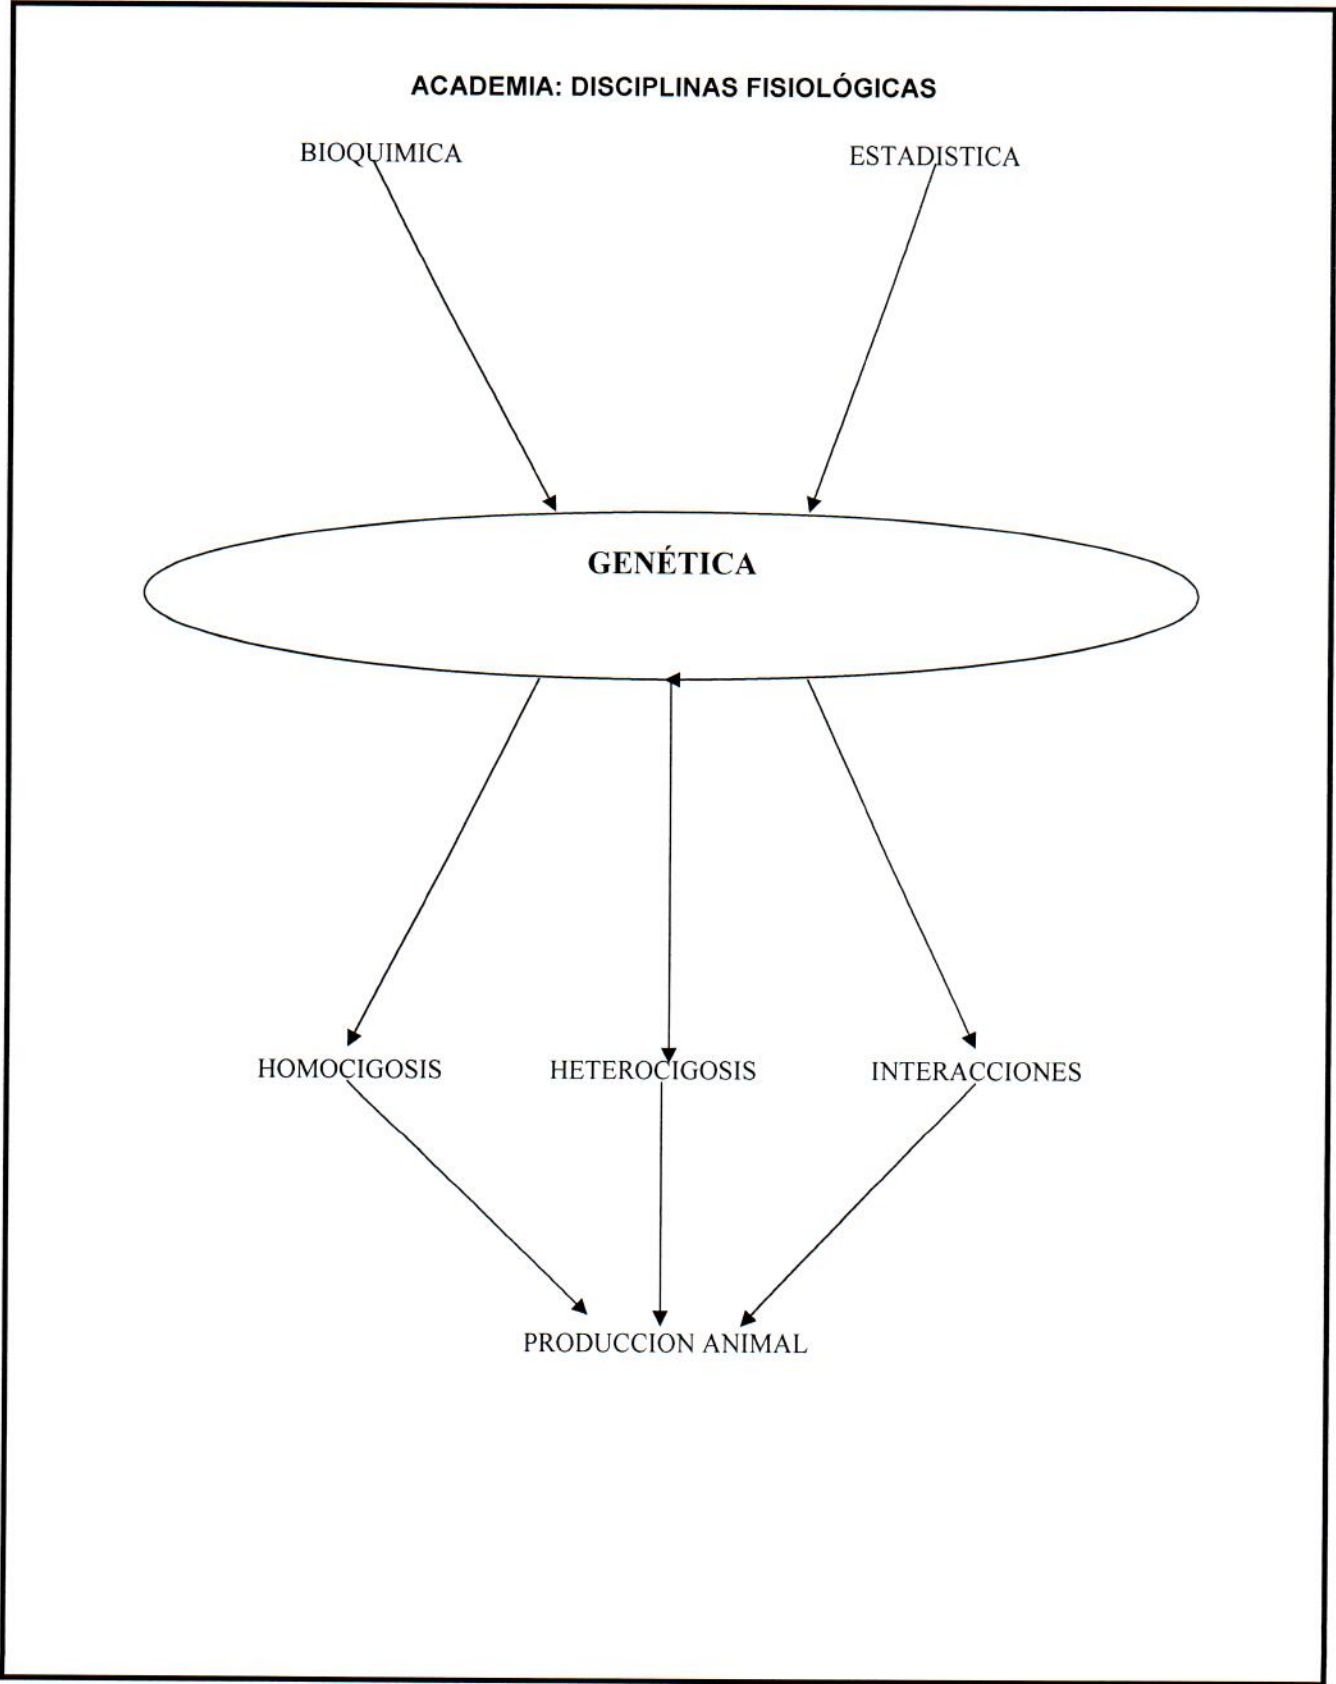 ACADEMIA: DISCIPLINAS FISIOLÓGICAS
BIOQUIMICA
ESTADISTICA
GENÉTICA
HOMOCIGOSIS
HETEROCIGOSIS
INTERACCIONES
PRODUCCION ANIMAL